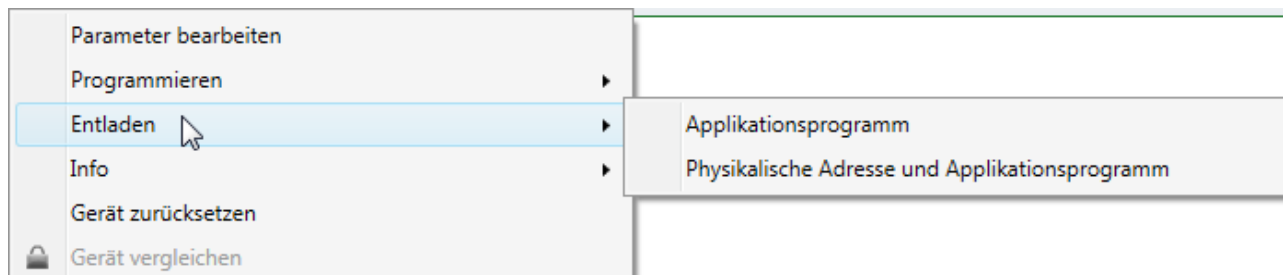 Parameter bearbeiten
Programmieren
Entladen
Applikationsprogramm
Info
Physikalische Adresse und Applikationsprogramm
Gerät zurücksetzen
Gerät vergleichen